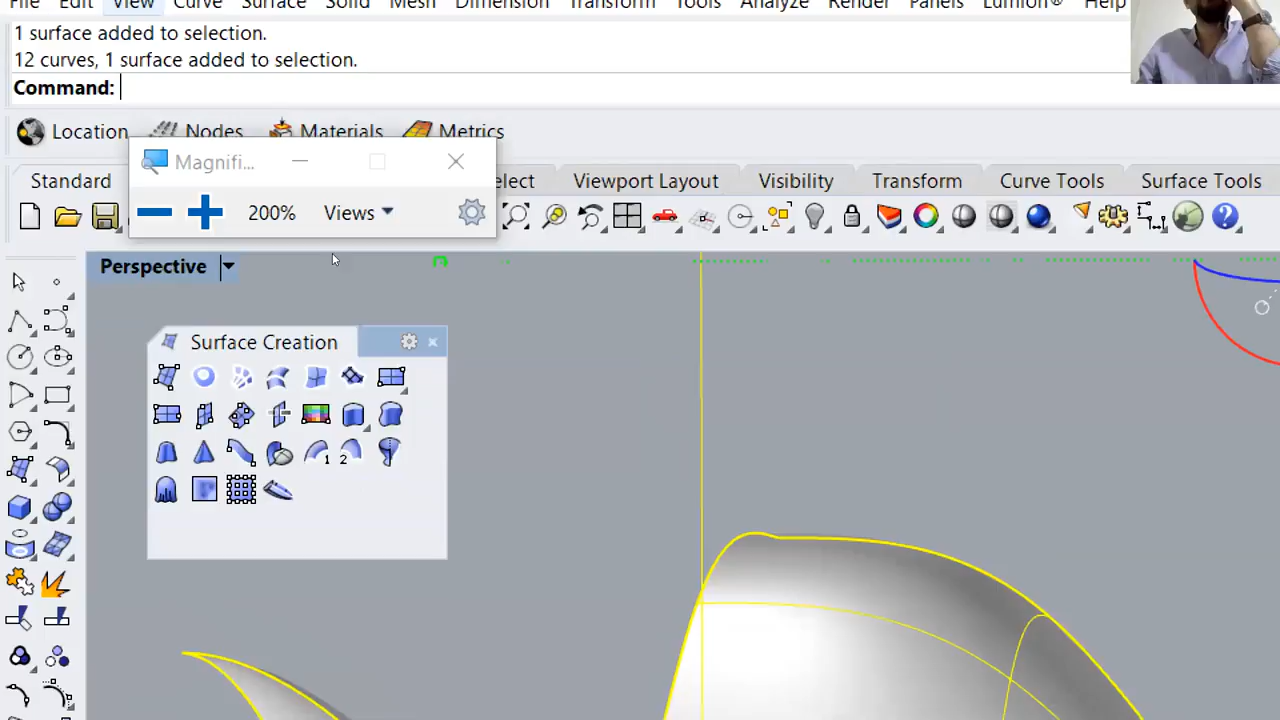 File Edit View Curve Surface Solid Mesh Dimension Transform Tools Analyze Render Panels Lumion® Help
1 surface added to selection.
12 curves, 1 surface added to selection.
Command:
Location Nodes Materials Metrics
Magnifi...
Standard elect Viewport Layout Visibility Transform Curve Tools Surface Tools
200% Views
Perspective
Surface Creation
1 2